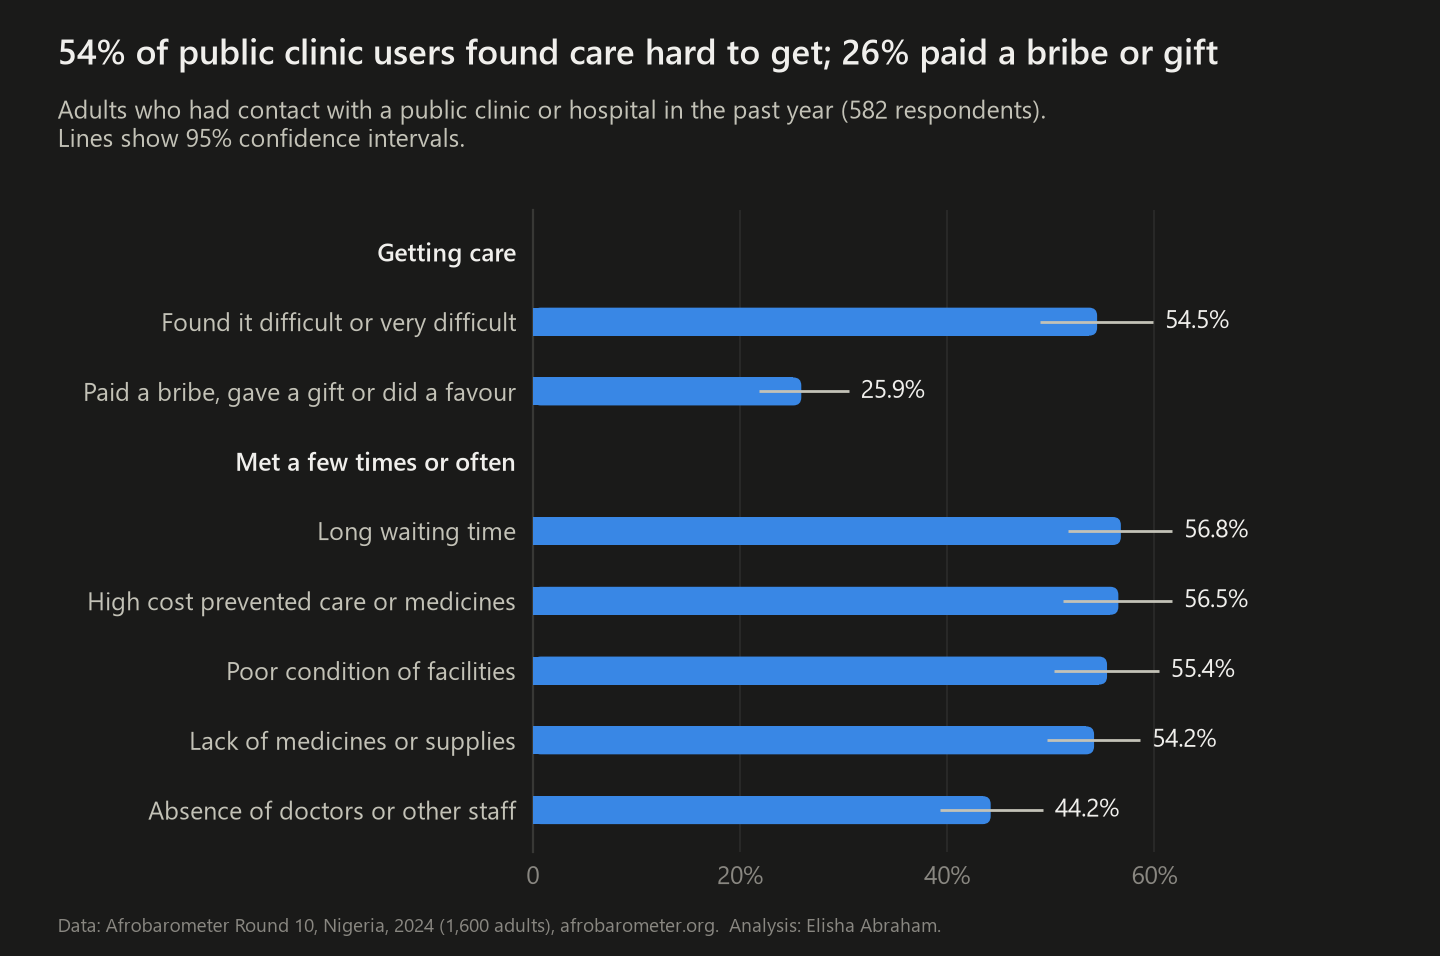 54% of public clinic users found care hard to get; 26% paid a bribe or gift
Adults who had contact with a public clinic or hospital in the past year (582 respondents).
Lines show 95% confidence intervals.
Getting care
Found it difficult or very difficult 54.5%
Paid a bribe, gave a gift or did a favour 25.9%
Met a few times or often
Long waiting time 56.8%
High cost prevented care or medicines 56.5%
Poor condition of facilities 55.4%
Lack of medicines or supplies 54.2%
Absence of doctors or other staff 44.2%
0 20% 40% 60%
Data: Afrobarometer Round 10, Nigeria, 2024 (1,600 adults), afrobarometer.org. Analysis: Elisha Abraham.